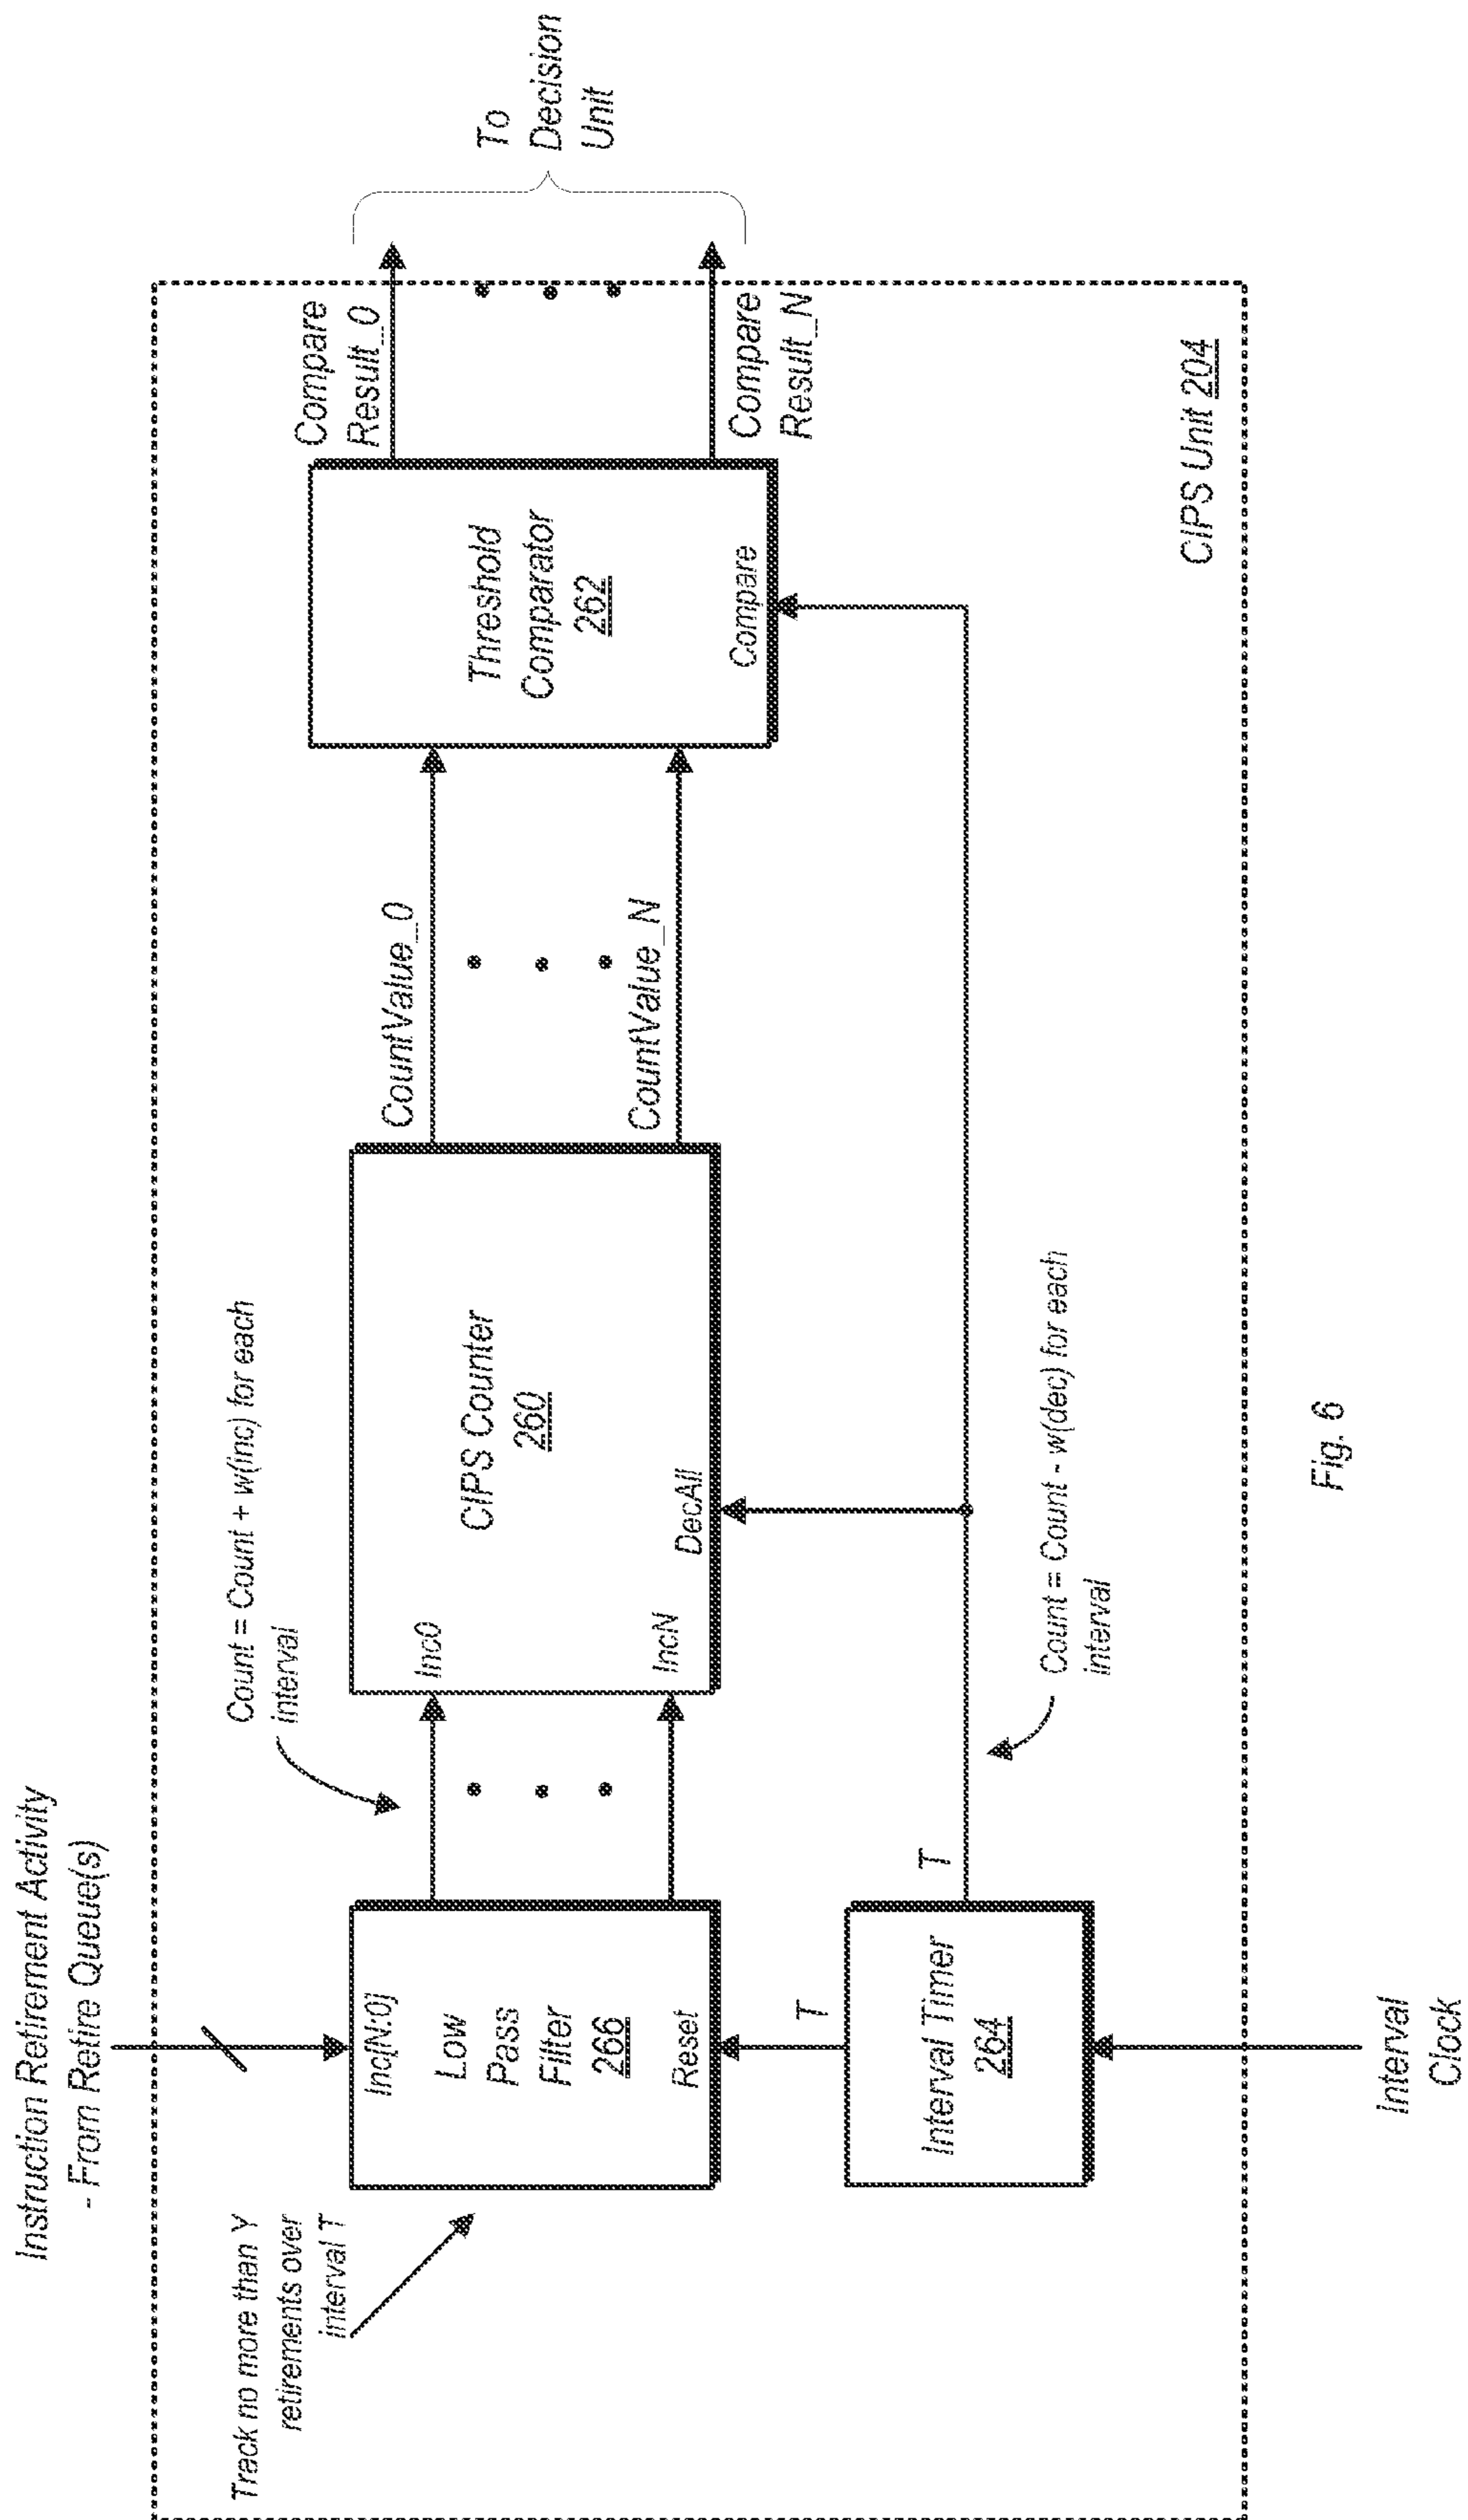 Instruction Retirement Activity
- From Retire Queue(s)
Track no more than Y
retirements over
interval T
Inc[N:0]
Low
Pass
Filter
266
Reset
Count = Count + w(inc) for each
interval
Inc0
IncN
CIPS Counter
260
DecAll
CountValue_0
CountValue_N
Threshold
Comparator
262
Compare
Compare
Result_0
Compare
Result_N
To
Decision
Unit
T
T
Interval Timer
264
Count = Count - w(dec) for each
interval
CIPS Unit 204
Interval
Clock
Fig. 6